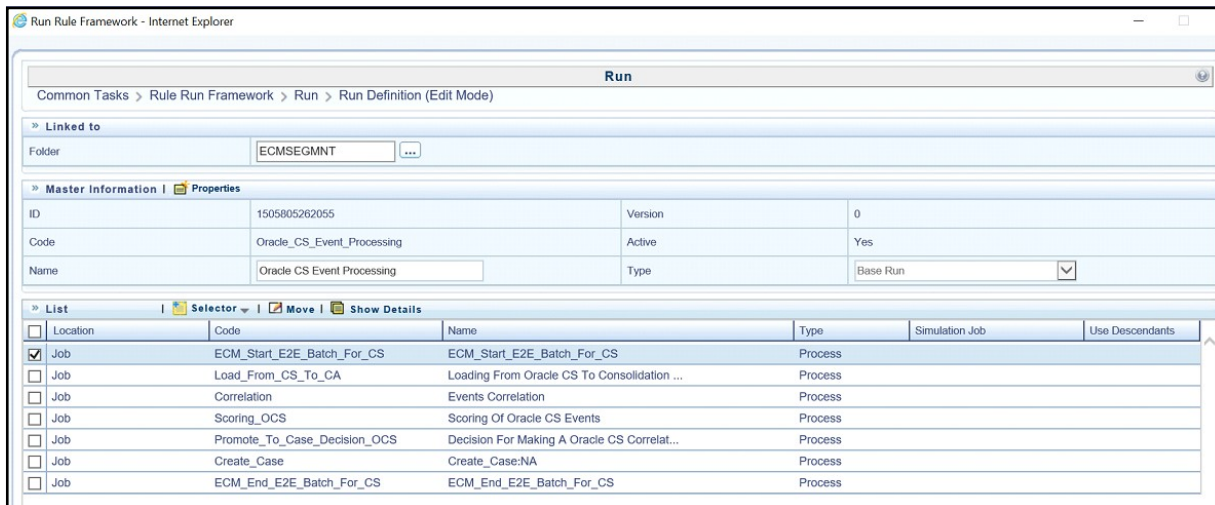 Run Rule Framework - Internet Explorer
Run
Common Tasks > Rule Run Framework > Run > Run Definition (Edit Mode)
» Linked to
Folder ECMSEGMNT ...
» Master Information | Properties
ID 1505805262055 Version 0
Code Oracle_CS_Event_Processing Active Yes
Name Oracle CS Event Processing Type Base Run
» List | Selector | Move | Show Details
Location Code Name Type Simulation Job Use Descendants
Job ECM_Start_E2E_Batch_For_CS ECM_Start_E2E_Batch_For_CS Process
Job Load_From_CS_To_CA Loading From Oracle CS To Consolidation ... Process
Job Correlation Events Correlation Process
Job Scoring_OCS Scoring Of Oracle CS Events Process
Job Promote_To_Case_Decision_OCS Decision For Making A Oracle CS Correlat... Process
Job Create_Case Create_Case:NA Process
Job ECM_End_E2E_Batch_For_CS ECM_End_E2E_Batch_For_CS Process